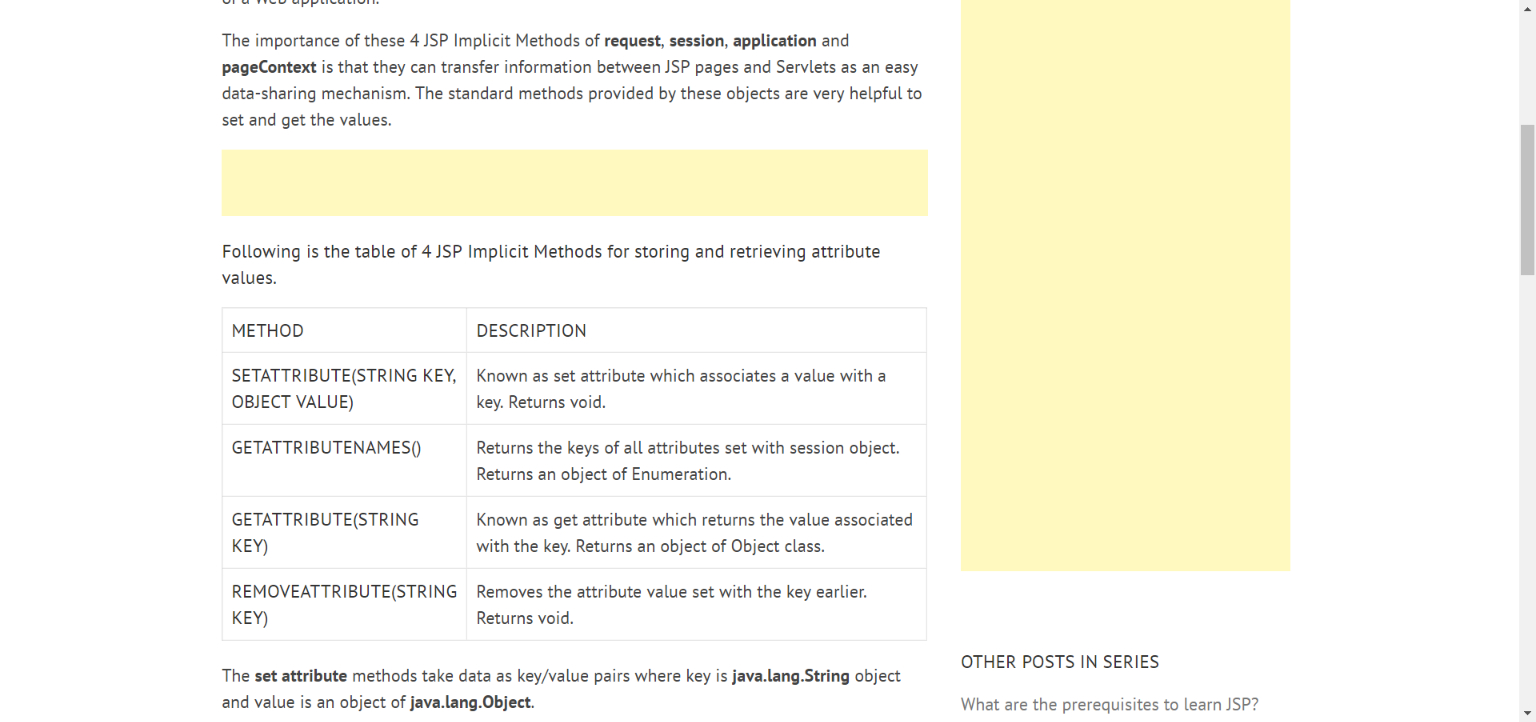 of a Web application.
The importance of these 4 JSP Implicit Methods of request, session, application and
pageContext is that they can transfer information between JSP pages and Servlets as an easy
data-sharing mechanism. The standard methods provided by these objects are very helpful to
set and get the values.
Following is the table of 4 JSP Implicit Methods for storing and retrieving attribute
values.
METHOD DESCRIPTION
SETATTRIBUTE(STRING KEY, Known as set attribute which associates a value with a
OBJECT VALUE) key. Returns void.
GETATTRIBUTENAMES() Returns the keys of all attributes set with session object.
Returns an object of Enumeration.
GETATTRIBUTE(STRING Known as get attribute which returns the value associated
KEY) with the key. Returns an object of Object class.
REMOVEATTRIBUTE(STRING Removes the attribute value set with the key earlier.
KEY) Returns void.
The set attribute methods take data as key/value pairs where key is java.lang.String object
and value is an object of java.lang.Object.
OTHER POSTS IN SERIES
What are the prerequisites to learn JSP?